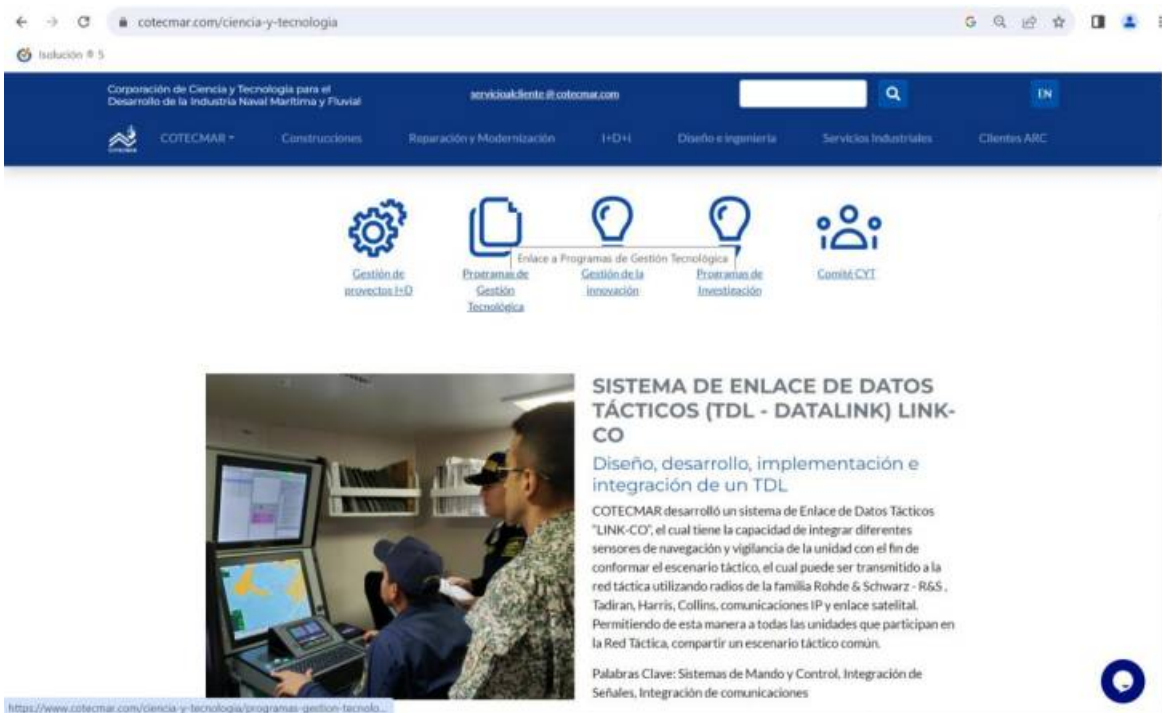 cotecmar.com/ciencia-y-tecnologia
Isolución ® 5
Corporación de Ciencia y Tecnología para el
Desarrollo de la Industria Naval Marítima y Fluvial
servicioalcliente@cotecmar.com
EN
COTECMAR
COTECMAR
Construcciones
Reparación y Modernización
I+D+I
Diseño e ingeniería
Servicios Industriales
Clientes ARC
Enlace a Programas de Gestión Tecnológica
Gestión de
proyectos I+D
Programas de
Gestión
Tecnológica
Gestión de la
innovación
Programas de
Investigación
Comité CYT
SISTEMA DE ENLACE DE DATOS
TÁCTICOS (TDL - DATALINK) LINK-
CO
Diseño, desarrollo, implementación e
integración de un TDL
COTECMAR desarrolló un sistema de Enlace de Datos Tácticos
"LINK-CO", el cual tiene la capacidad de integrar diferentes
sensores de navegación y vigilancia de la unidad con el fin de
conformar el escenario táctico, el cual puede ser transmitido a la
red táctica utilizando radios de la familia Rohde & Schwarz - R&S ,
Tadiran, Harris, Collins, comunicaciones IP y enlace satelital.
Permitiendo de esta manera a todas las unidades que participan en
la Red Táctica, compartir un escenario táctico común.
Palabras Clave: Sistemas de Mando y Control, Integración de
Señales, Integración de comunicaciones
https://www.cotecmar.com/ciencia-y-tecnologia/programas-gestion-tecnolo...